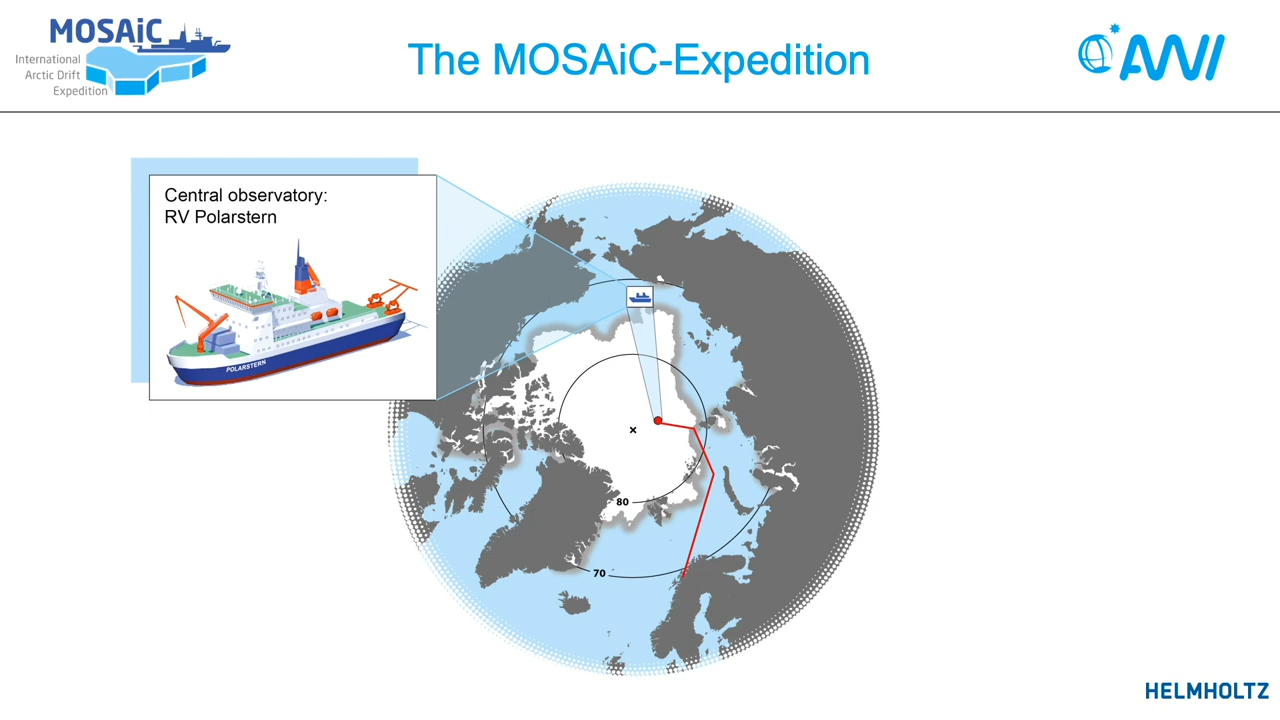 MOSAiC
International
Arctic Drift
Expedition
The MOSAiC-Expedition
AWI
Central observatory:
RV Polarstern
POLARSTERN
x
80
70
HELMHOLTZ